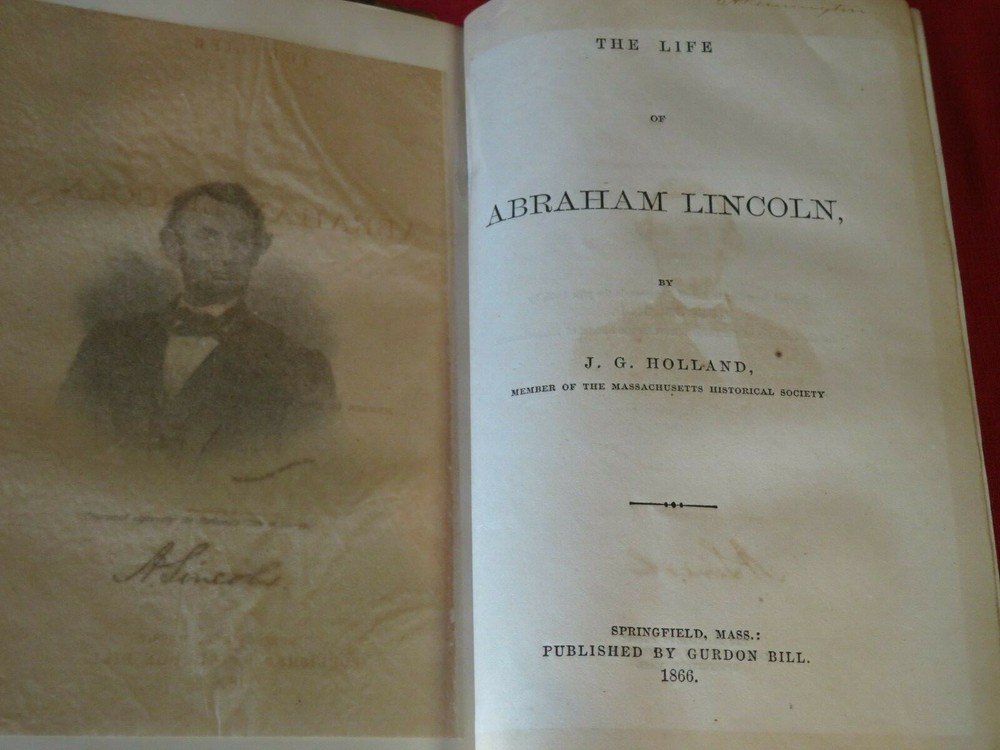 A. Lincoln
THE LIFE
OF
ABRAHAM LINCOLN,
BY
J. G. HOLLAND,
MEMBER OF THE MASSACHUSETTS HISTORICAL SOCIETY
SPRINGFIELD, MASS.:
PUBLISHED BY GURDON BILL.
1866.